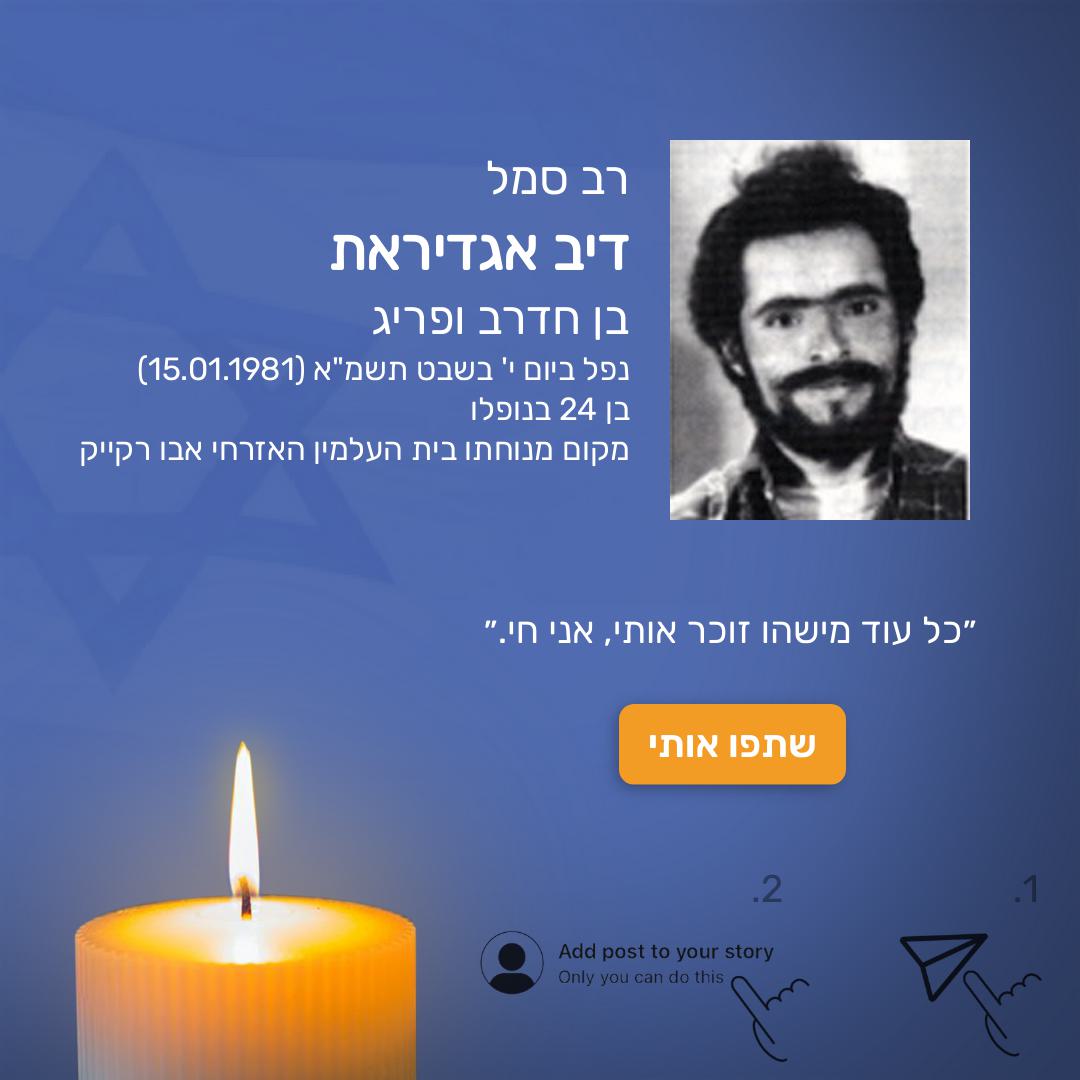 רב סמל
דיב אגדיראת
בן חדרב ופריג
נפל ביום י' בשבט תשמ"א (15.01.1981)
בן 24 בנופלו
מקום מנוחתו בית העלמין האזרחי אבו רקייק
״כל עוד מישהו זוכר אותי, אני חי.״
שתפו אותי
1.
2.
Add post to your story
Only you can do this